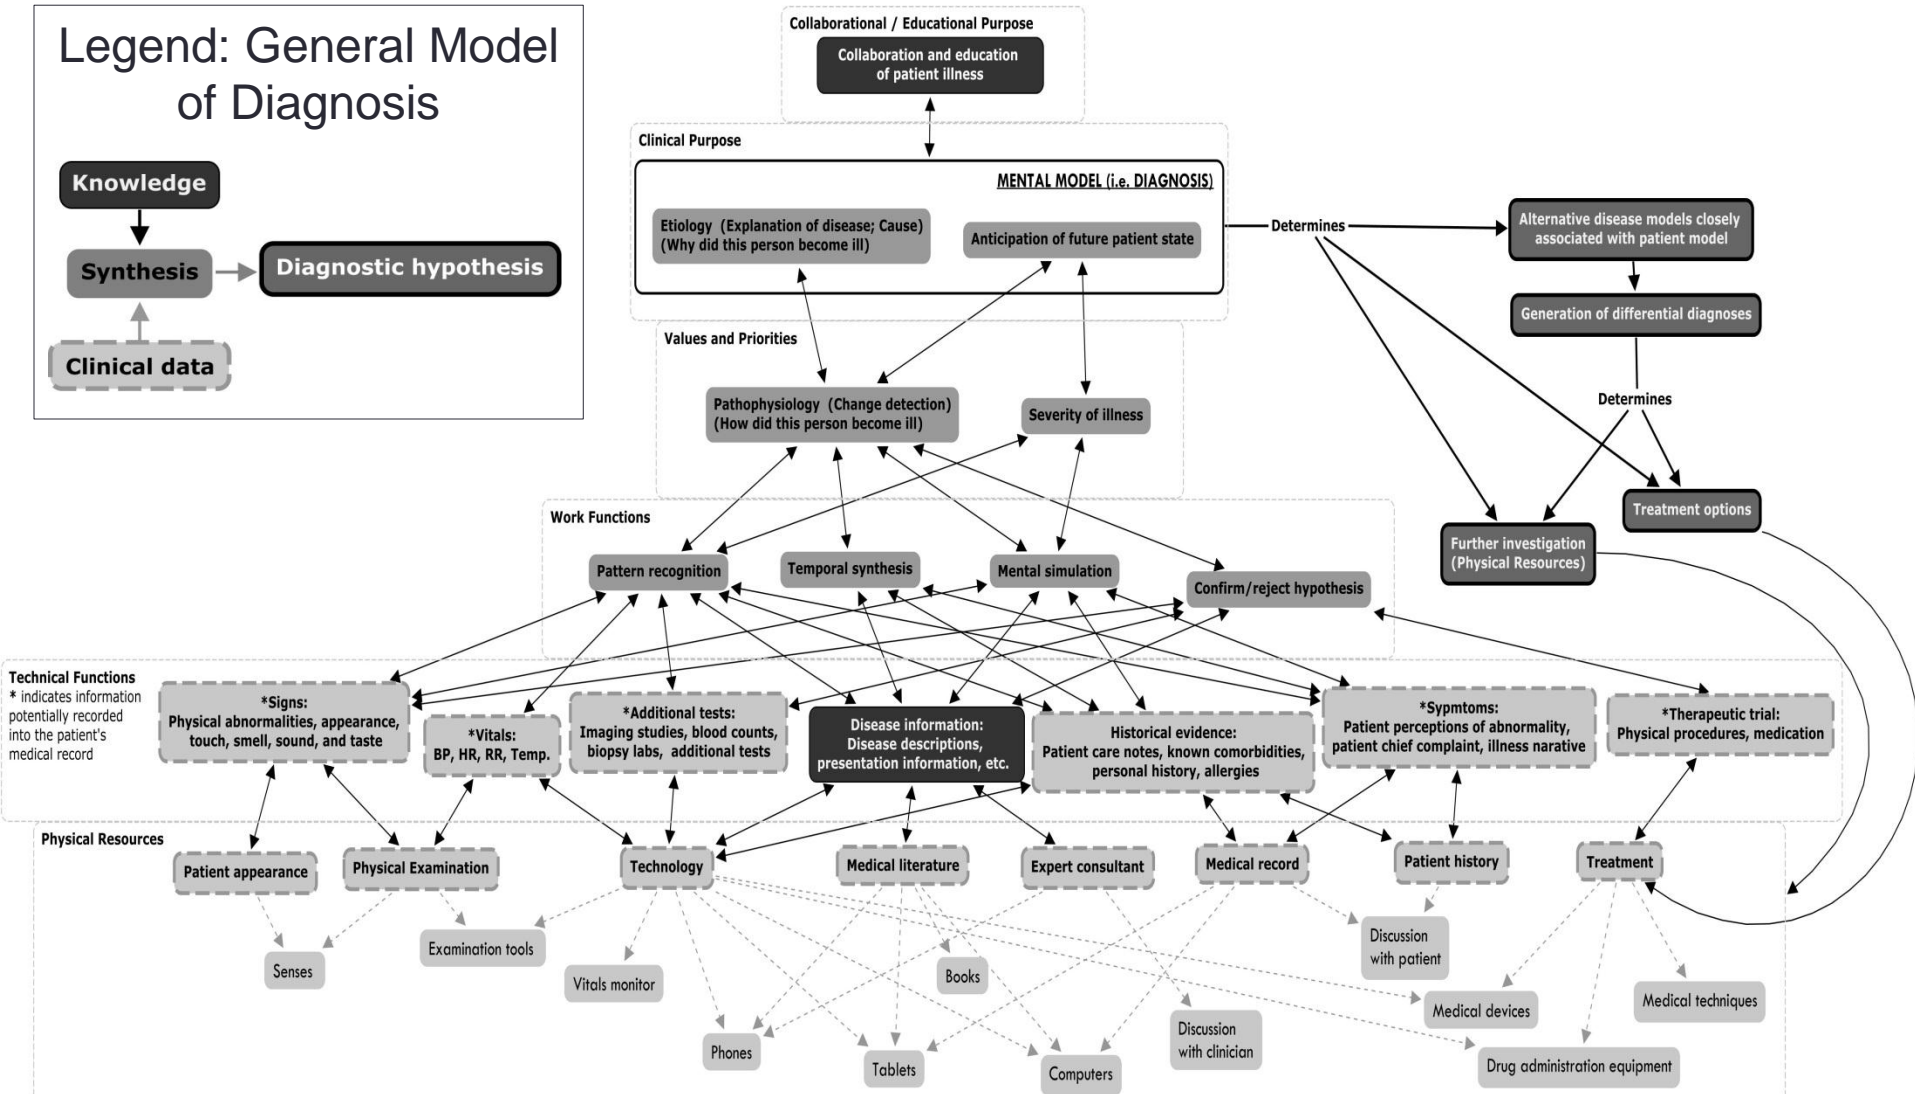 Legend: General Model
of Diagnosis
Knowledge
Synthesis
Diagnostic hypothesis
Clinical data
Collaborational / Educational Purpose
Collaboration and education
of patient illness
Clinical Purpose
MENTAL MODEL (i.e. DIAGNOSIS)
Etiology (Explanation of disease; Cause)
(Why did this person become ill)
Anticipation of future patient state
Determines
Alternative disease models closely
associated with patient model
Generation of differential diagnoses
Determines
Treatment options
Further investigation
(Physical Resources)
Values and Priorities
Pathophysiology (Change detection)
(How did this person become ill)
Severity of illness
Work Functions
Pattern recognition
Temporal synthesis
Mental simulation
Confirm/reject hypothesis
Technical Functions
* indicates information
potentially recorded
into the patient's
medical record
*Signs:
Physical abnormalities, appearance,
touch, smell, sound, and taste
*Vitals:
BP, HR, RR, Temp.
*Additional tests:
Imaging studies, blood counts,
biopsy labs, additional tests
Disease information:
Disease descriptions,
presentation information, etc.
Historical evidence:
Patient care notes, known comorbidities,
personal history, allergies
*Sypmtoms:
Patient perceptions of abnormality,
patient chief complaint, illness narative
*Therapeutic trial:
Physical procedures, medication
Physical Resources
Patient appearance
Physical Examination
Technology
Medical literature
Expert consultant
Medical record
Patient history
Treatment
Senses
Examination tools
Vitals monitor
Phones
Tablets
Books
Computers
Discussion
with clinician
Discussion
with patient
Medical devices
Medical techniques
Drug administration equipment